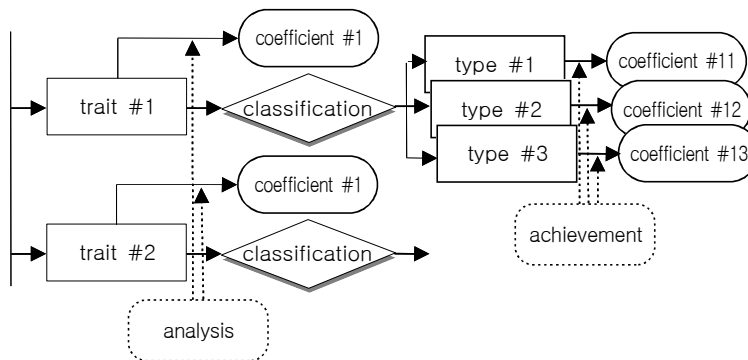 coefficient #1
trait #1
classification
type #1
type #2
type #3
coefficient #11
coefficient #12
coefficient #13
coefficient #1
trait #2
classification
achievement
analysis